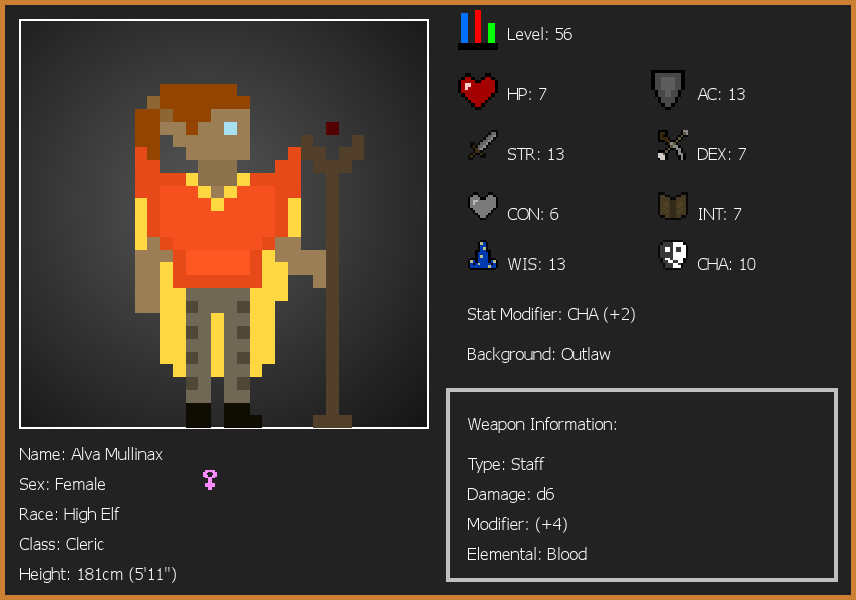 Level: 56
HP: 7
AC: 13
STR: 13
DEX: 7
CON: 6
INT: 7
WIS: 13
CHA: 10
Stat Modifier: CHA (+2)
Background: Outlaw
Weapon Information:
Type: Staff
Damage: d6
Modifier: (+4)
Elemental: Blood
Name: Alva Mullinax
Sex: Female
Race: High Elf
Class: Cleric
Height: 181cm (5'11")